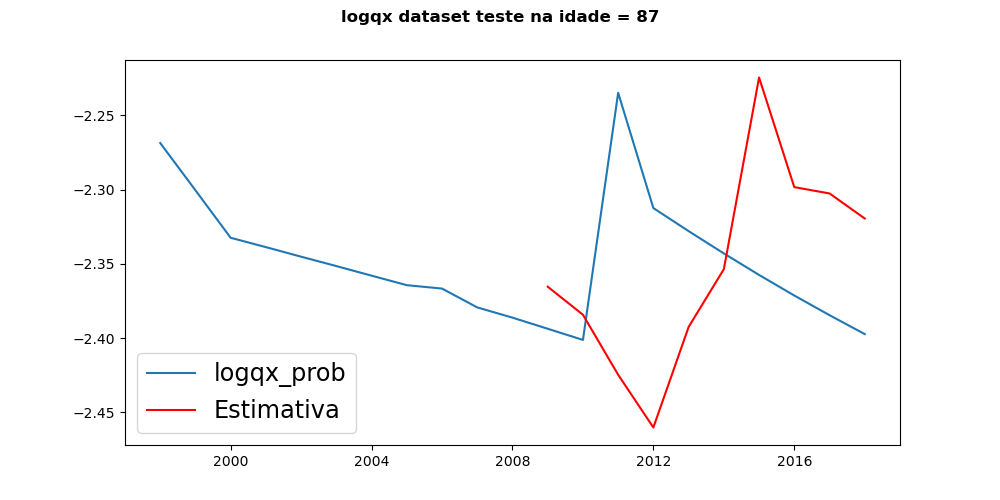 logqx dataset teste na idade = 87
−2.25
−2.30
−2.35
−2.40
−2.45
logqx_prob
Estimativa
2000 2004 2008 2012 2016